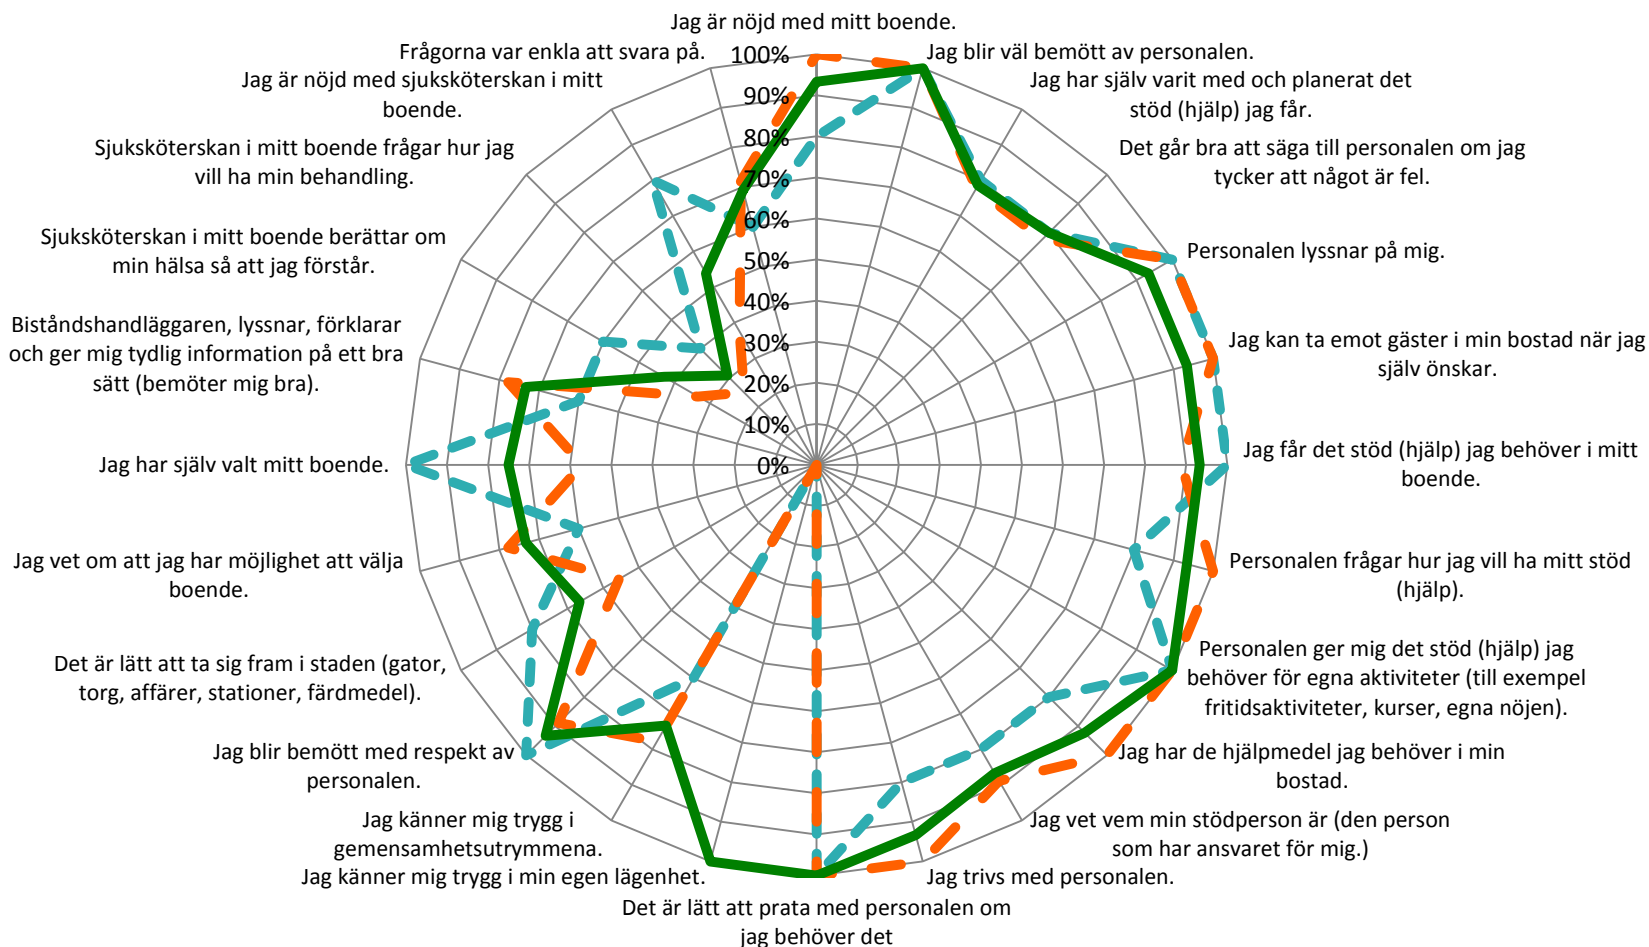 Jag är nöjd med mitt boende.
Jag blir väl bemött av personalen.
Jag har själv varit med och planerat det
stöd (hjälp) jag får.
Det går bra att säga till personalen om jag
tycker att något är fel.
Personalen lyssnar på mig.
Jag kan ta emot gäster i min bostad när jag
själv önskar.
Jag får det stöd (hjälp) jag behöver i mitt
boende.
Personalen frågar hur jag vill ha mitt stöd
(hjälp).
Personalen ger mig det stöd (hjälp) jag
behöver för egna aktiviteter (till exempel
fritidsaktiviteter, kurser, egna nöjen).
Jag har de hjälpmedel jag behöver i min
bostad.
Jag vet vem min stödperson är (den person
som har ansvaret för mig.)
Jag trivs med personalen.
Det är lätt att prata med personalen om
jag behöver det
Jag känner mig trygg i min egen lägenhet.
Jag känner mig trygg i
gemensamhetsutrymmena.
Jag blir bemött med respekt av
personalen.
Det är lätt att ta sig fram i staden (gator,
torg, affärer, stationer, färdmedel).
Jag vet om att jag har möjlighet att välja
boende.
Jag har själv valt mitt boende.
Biståndshandläggaren, lyssnar, förklarar
och ger mig tydlig information på ett bra
sätt (bemöter mig bra).
Sjuksköterskan i mitt boende berättar om
min hälsa så att jag förstår.
Sjuksköterskan i mitt boende frågar hur jag
vill ha min behandling.
Jag är nöjd med sjuksköterskan i mitt
boende.
Frågorna var enkla att svara på.
100%
90%
80%
70%
60%
50%
40%
30%
20%
10%
0%